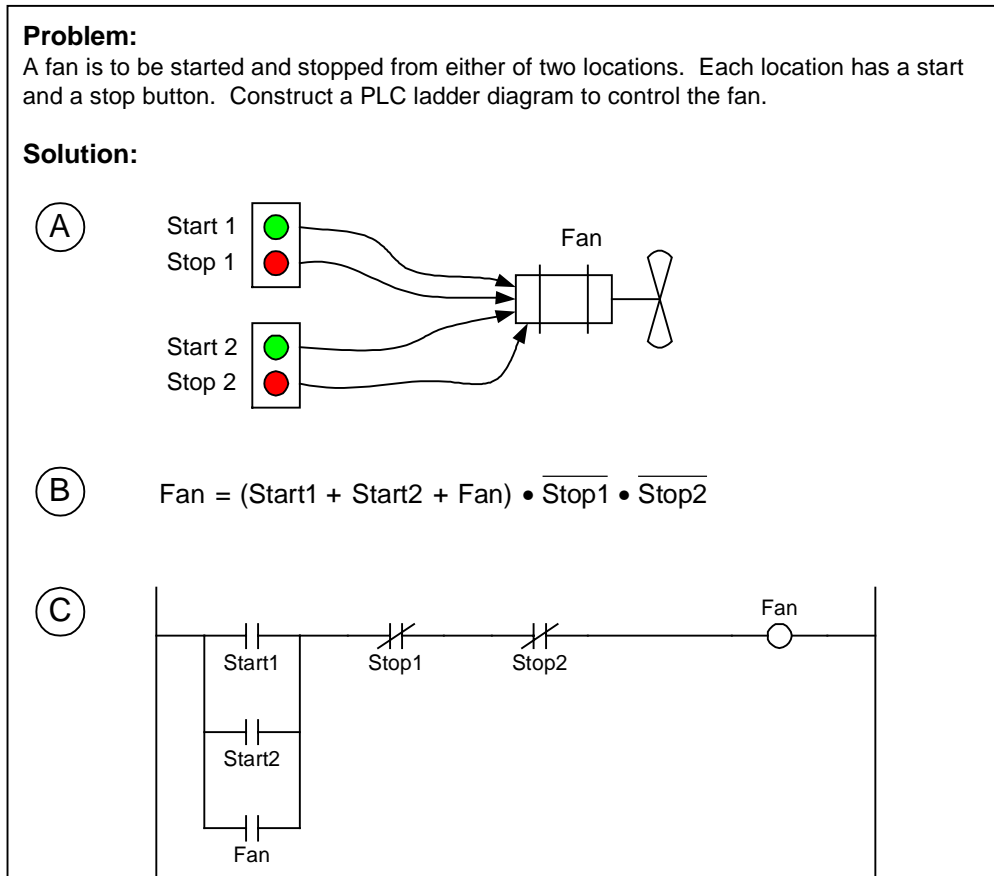 Problem:
A fan is to be started and stopped from either of two locations. Each location has a start
and a stop button. Construct a PLC ladder diagram to control the fan.
Solution:
A
Start 1
Stop 1
Fan
Start 2
Stop 2
B
Fan = (Start1 + Start2 + Fan) • S̅t̅o̅p̅1̅ • S̅t̅o̅p̅2̅
C
Fan
Start1 Stop1 Stop2
Start2
Fan